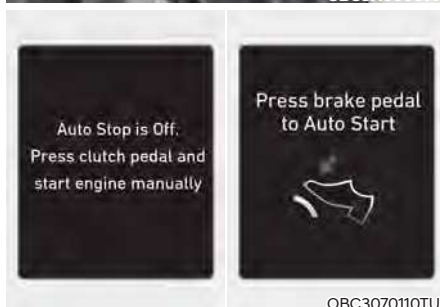 Auto Stop is Off.
Press clutch pedal and
start engine manually
Press brake pedal
to Auto Start
OBC3070110TU